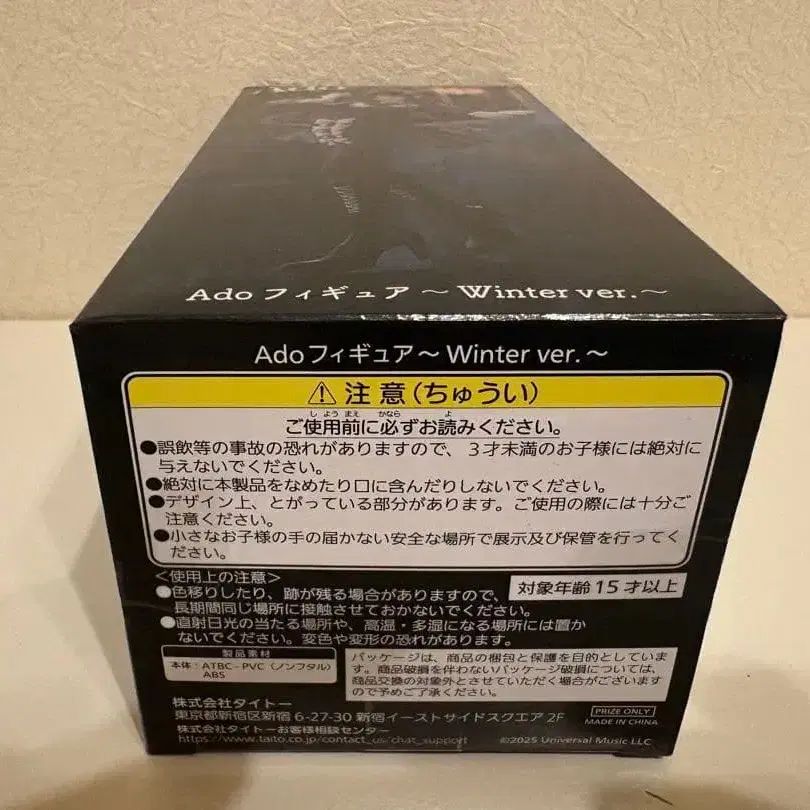 Ado フィギュア ～ Winter ver. ～
Ado フィギュア～ Winter ver. ～
⚠ 注意(ちゅうい)
しようまえ かなら よ
ご使用前に必ずお読みください。
●誤飲等の事故の恐れがありますので、3才未満のお子様には絶対に
与えないでください。
●絶対に本製品をなめたり口に含んだりしないでください。
●デザイン上、とがっている部分があります。ご使用の際には十分ご
注意ください。
●小さなお子様の手の届かない安全な場所で展示及び保管を行ってく
ださい。
＜使用上の注意＞
●色移りしたり、跡が残る場合がありますので、
長期間同じ場所に接触させておかないでください。
対象年齢15才以上
●直射日光の当たる場所や、高温・多湿になる場所には置か
ないでください。変色や変形の恐れがあります。
製品素材
本体：ATBC-PVC（ノンフタル）
ABS
パッケージは、商品の梱包と保護を目的としていま
す。商品破損を伴わないパッケージ破損については、
商品交換の対象外とさせていただく場合がございます
ので予めご了承ください。
株式会社タイトー
東京都新宿区新宿 6-27-30 新宿イーストサイドスクエア 2F
株式会社タイトーお客様相談センター
https://www.taito.co.jp/contact_us/chat_support
PRIZE ONLY
MADE IN CHINA
©2025 Universal Music LLC